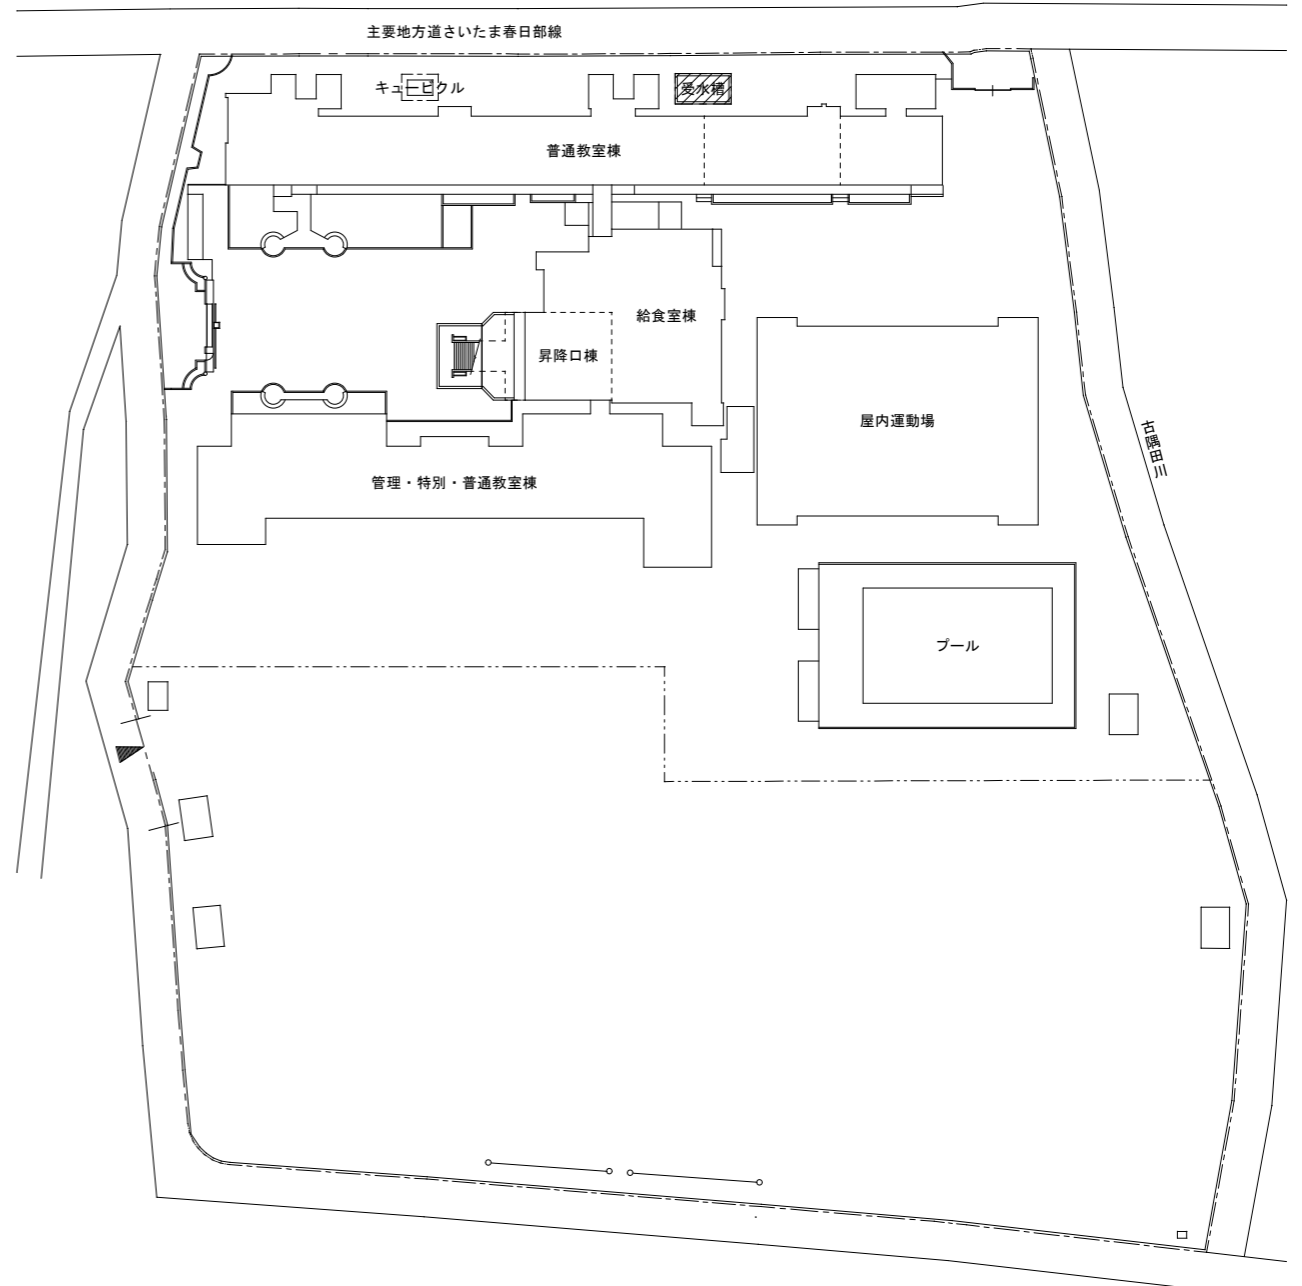 主要地方道さいたま春日部線
キュービクル
受水槽
普通教室棟
給食室棟
昇降口棟
屋内運動場
古隅田川
管理・特別・普通教室棟
プール